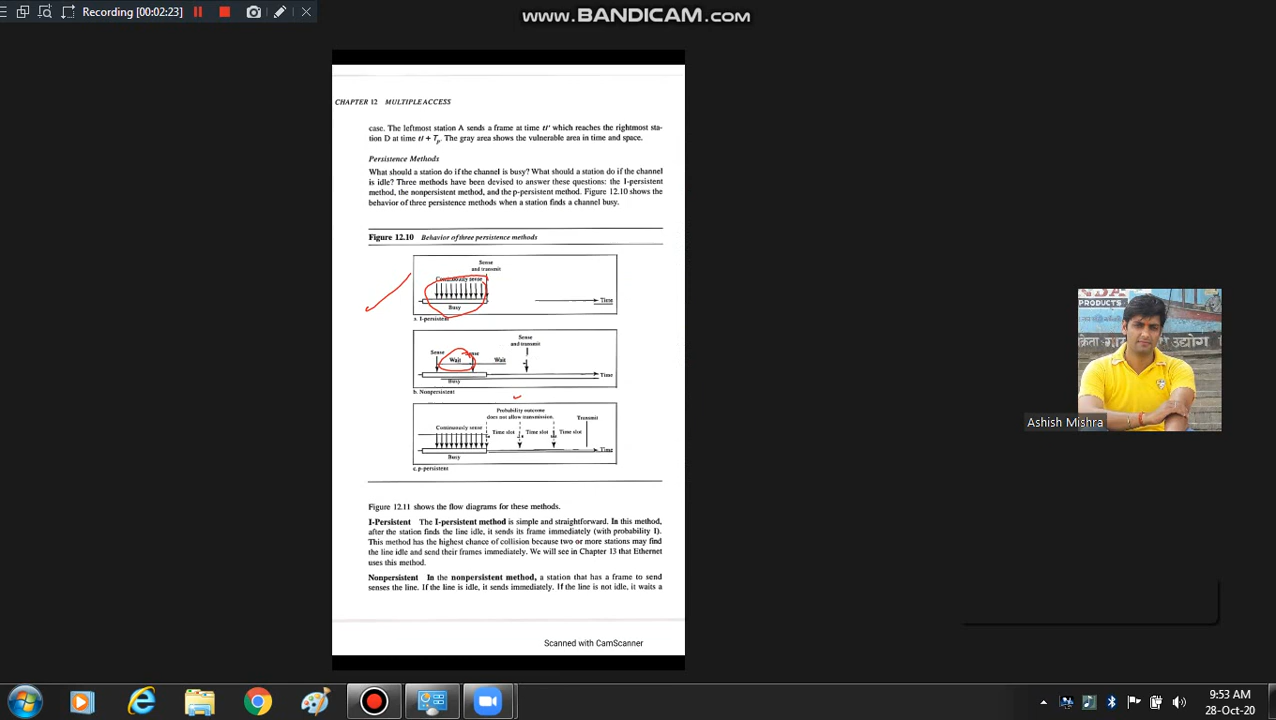 Recording [00:02:23]
WWW.BANDICAM.COM
CHAPTER 12 MULTIPLE ACCESS
case. The leftmost station A sends a frame at time tl' which reaches the rightmost sta-
tion D at time tl + Tp. The gray area shows the vulnerable area in time and space.
Persistence Methods
What should a station do if the channel is busy? What should a station do if the channel
is idle? Three methods have been devised to answer these questions: the I-persistent
method, the nonpersistent method, and the p-persistent method. Figure 12.10 shows the
behavior of three persistence methods when a station finds a channel busy.
Figure 12.10 Behavior of three persistence methods
Sense
and transmit
Continuously sense
Time
Busy
a. I-persistent
Sense
and transmit
Sense
Wait
Wait
Time
Busy
b. Nonpersistent
Probability outcome
does not allow transmission.
Transmit
Continuously sense
Time slot
Time slot
Time slot
Time
Busy
c. p-persistent
Figure 12.11 shows the flow diagrams for these methods.
I-Persistent The I-persistent method is simple and straightforward. In this method,
after the station finds the line idle, it sends its frame immediately (with probability I).
This method has the highest chance of collision because two or more stations may find
the line idle and send their frames immediately. We will see in Chapter 13 that Ethernet
uses this method.
Nonpersistent In the nonpersistent method, a station that has a frame to send
senses the line. If the line is idle, it sends immediately. If the line is not idle, it waits a
Scanned with CamScanner
PRODUCTS
Ashish Mishra
9:53 AM
28-Oct-20